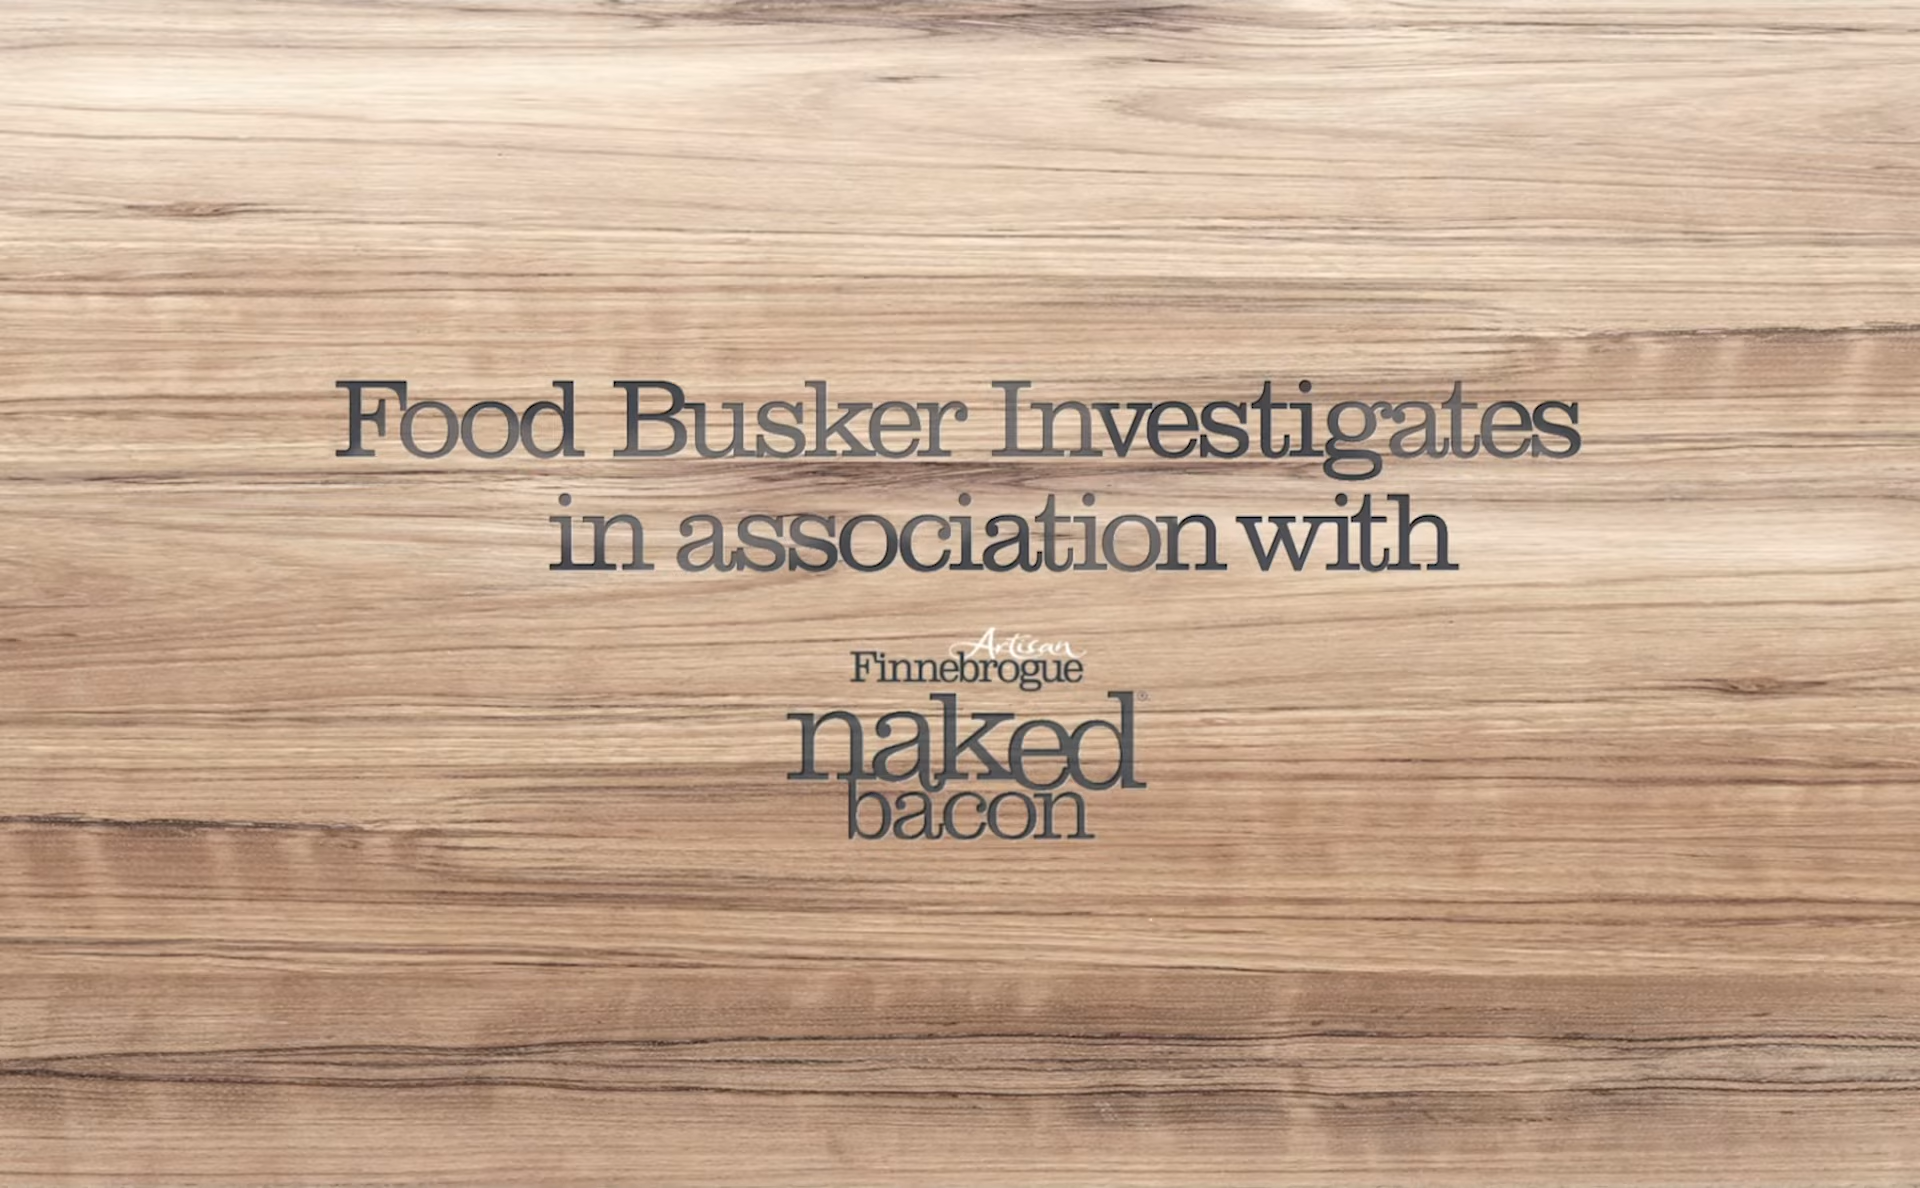 Food Busker Investigates
in association with
Artisan
Finnebrogue
naked®
bacon